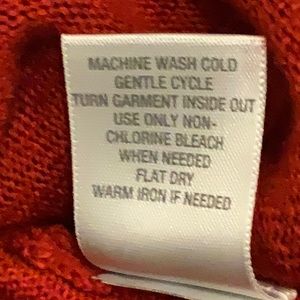 MACHINE WASH COLD
GENTLE CYCLE
TURN GARMENT INSIDE OUT
USE ONLY NON-
CHLORINE BLEACH
WHEN NEEDED
FLAT DRY
WARM IRON IF NEEDED